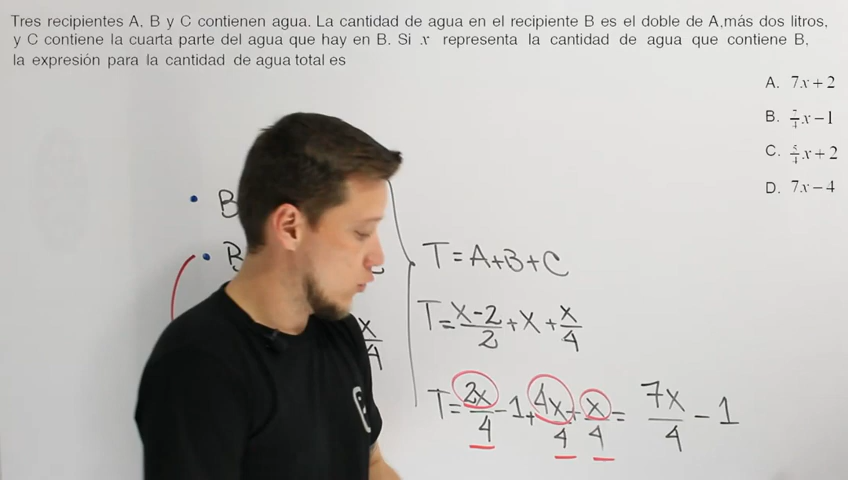 Tres recipientes A, B y C contienen agua. La cantidad de agua en el recipiente B es el doble de A,más dos litros,
y C contiene la cuarta parte del agua que hay en B. Si x representa la cantidad de agua que contiene B,
la expresión para la cantidad de agua total es
A. 7x + 2
B. 7/4 x − 1
C. 5/4 x + 2
D. 7x − 4
B
B
x/4
T = A+B+C
T = x-2/2 + x + x/4
T = 2x/4 - 1 + 4x/4 + x/4 = 7x/4 - 1